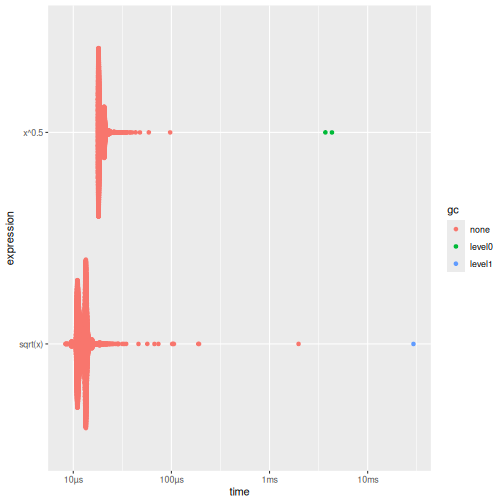 x^0.5
sqrt(x)
expression
10µs
100µs
1ms
10ms
time
gc
none
level0
level1